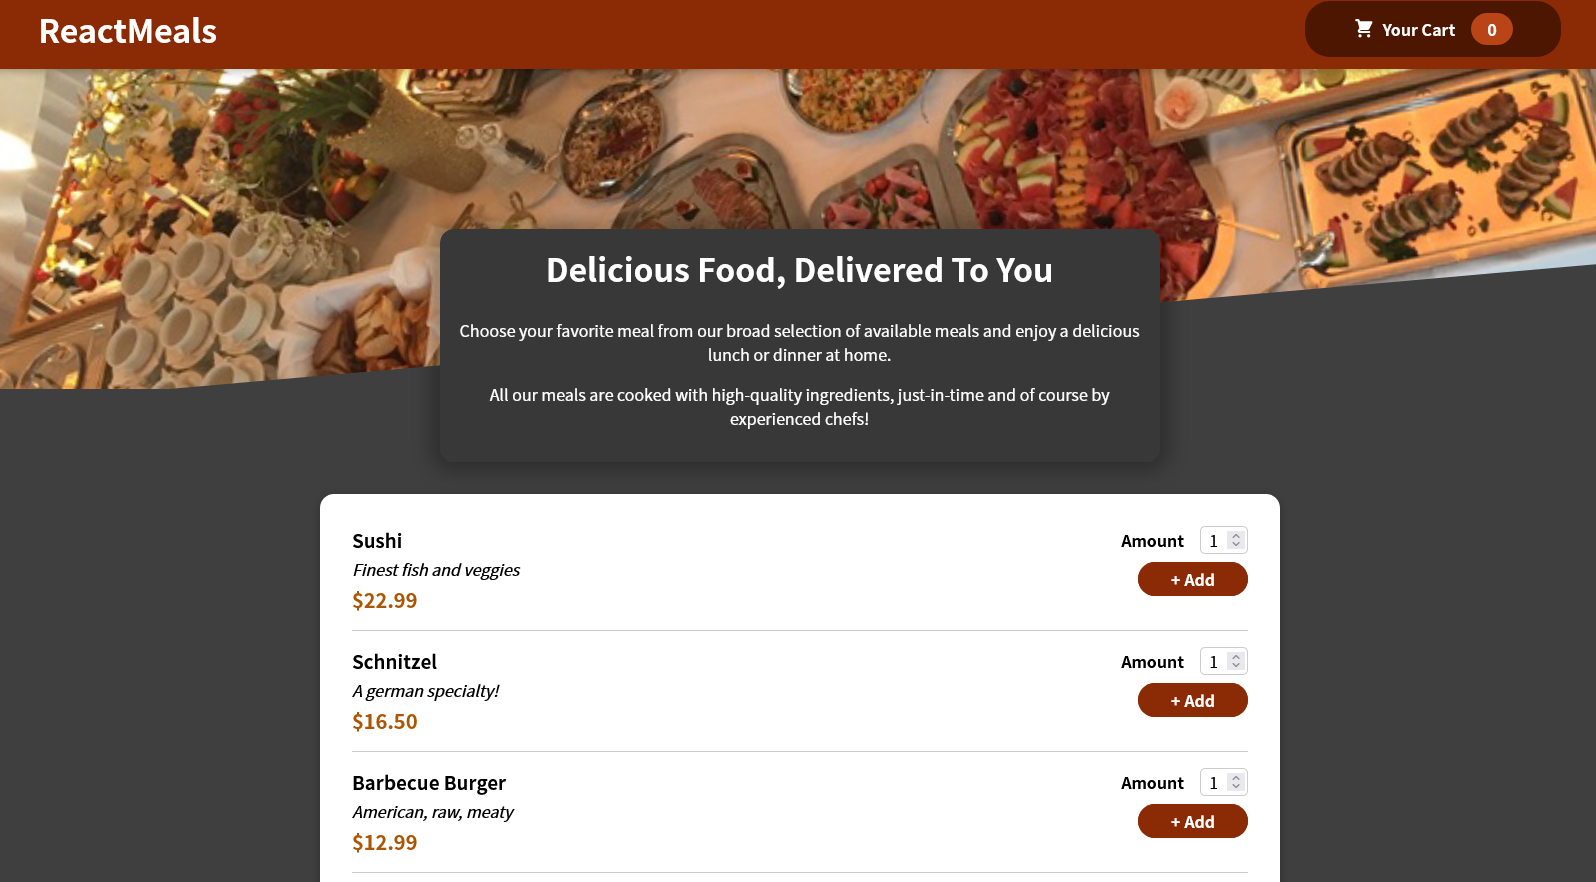 ReactMeals
Your Cart 0
Delicious Food, Delivered To You
Choose your favorite meal from our broad selection of available meals and enjoy a delicious
lunch or dinner at home.
All our meals are cooked with high-quality ingredients, just-in-time and of course by
experienced chefs!
Sushi
Finest fish and veggies
$22.99
Amount 1
+ Add
Schnitzel
A german specialty!
$16.50
Amount 1
+ Add
Barbecue Burger
American, raw, meaty
$12.99
Amount 1
+ Add